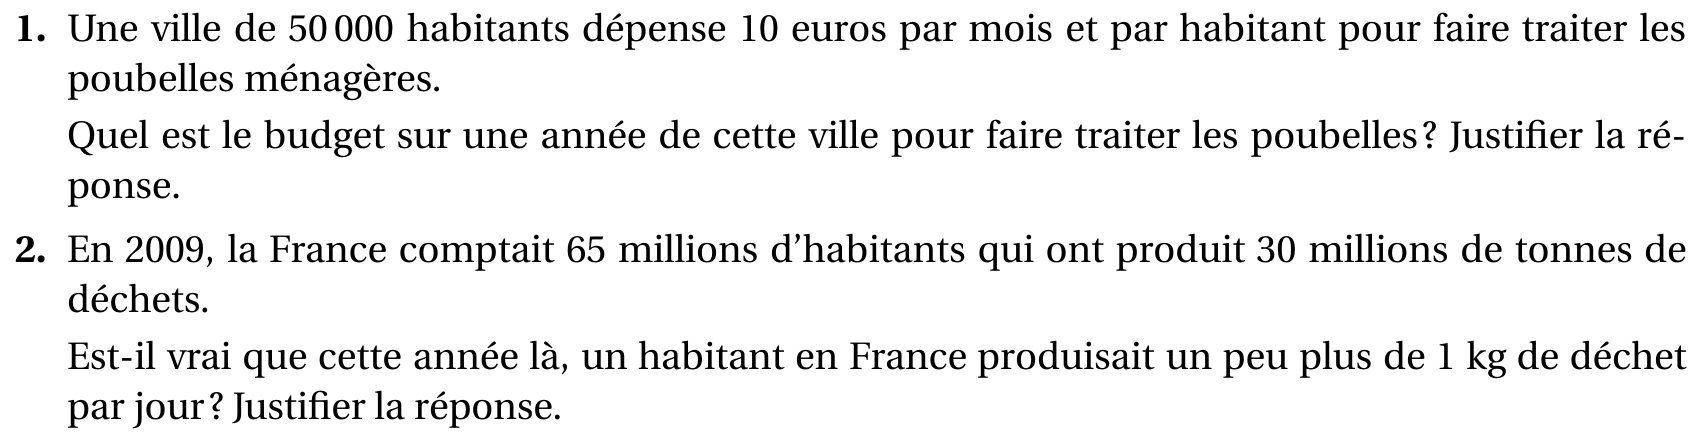 1. Une ville de 50 000 habitants dépense 10 euros par mois et par habitant pour faire traiter les
poubelles ménagères.
Quel est le budget sur une année de cette ville pour faire traiter les poubelles ? Justifier la ré-
ponse.
2. En 2009, la France comptait 65 millions d’habitants qui ont produit 30 millions de tonnes de
déchets.
Est-il vrai que cette année là, un habitant en France produisait un peu plus de 1 kg de déchet
par jour ? Justifier la réponse.